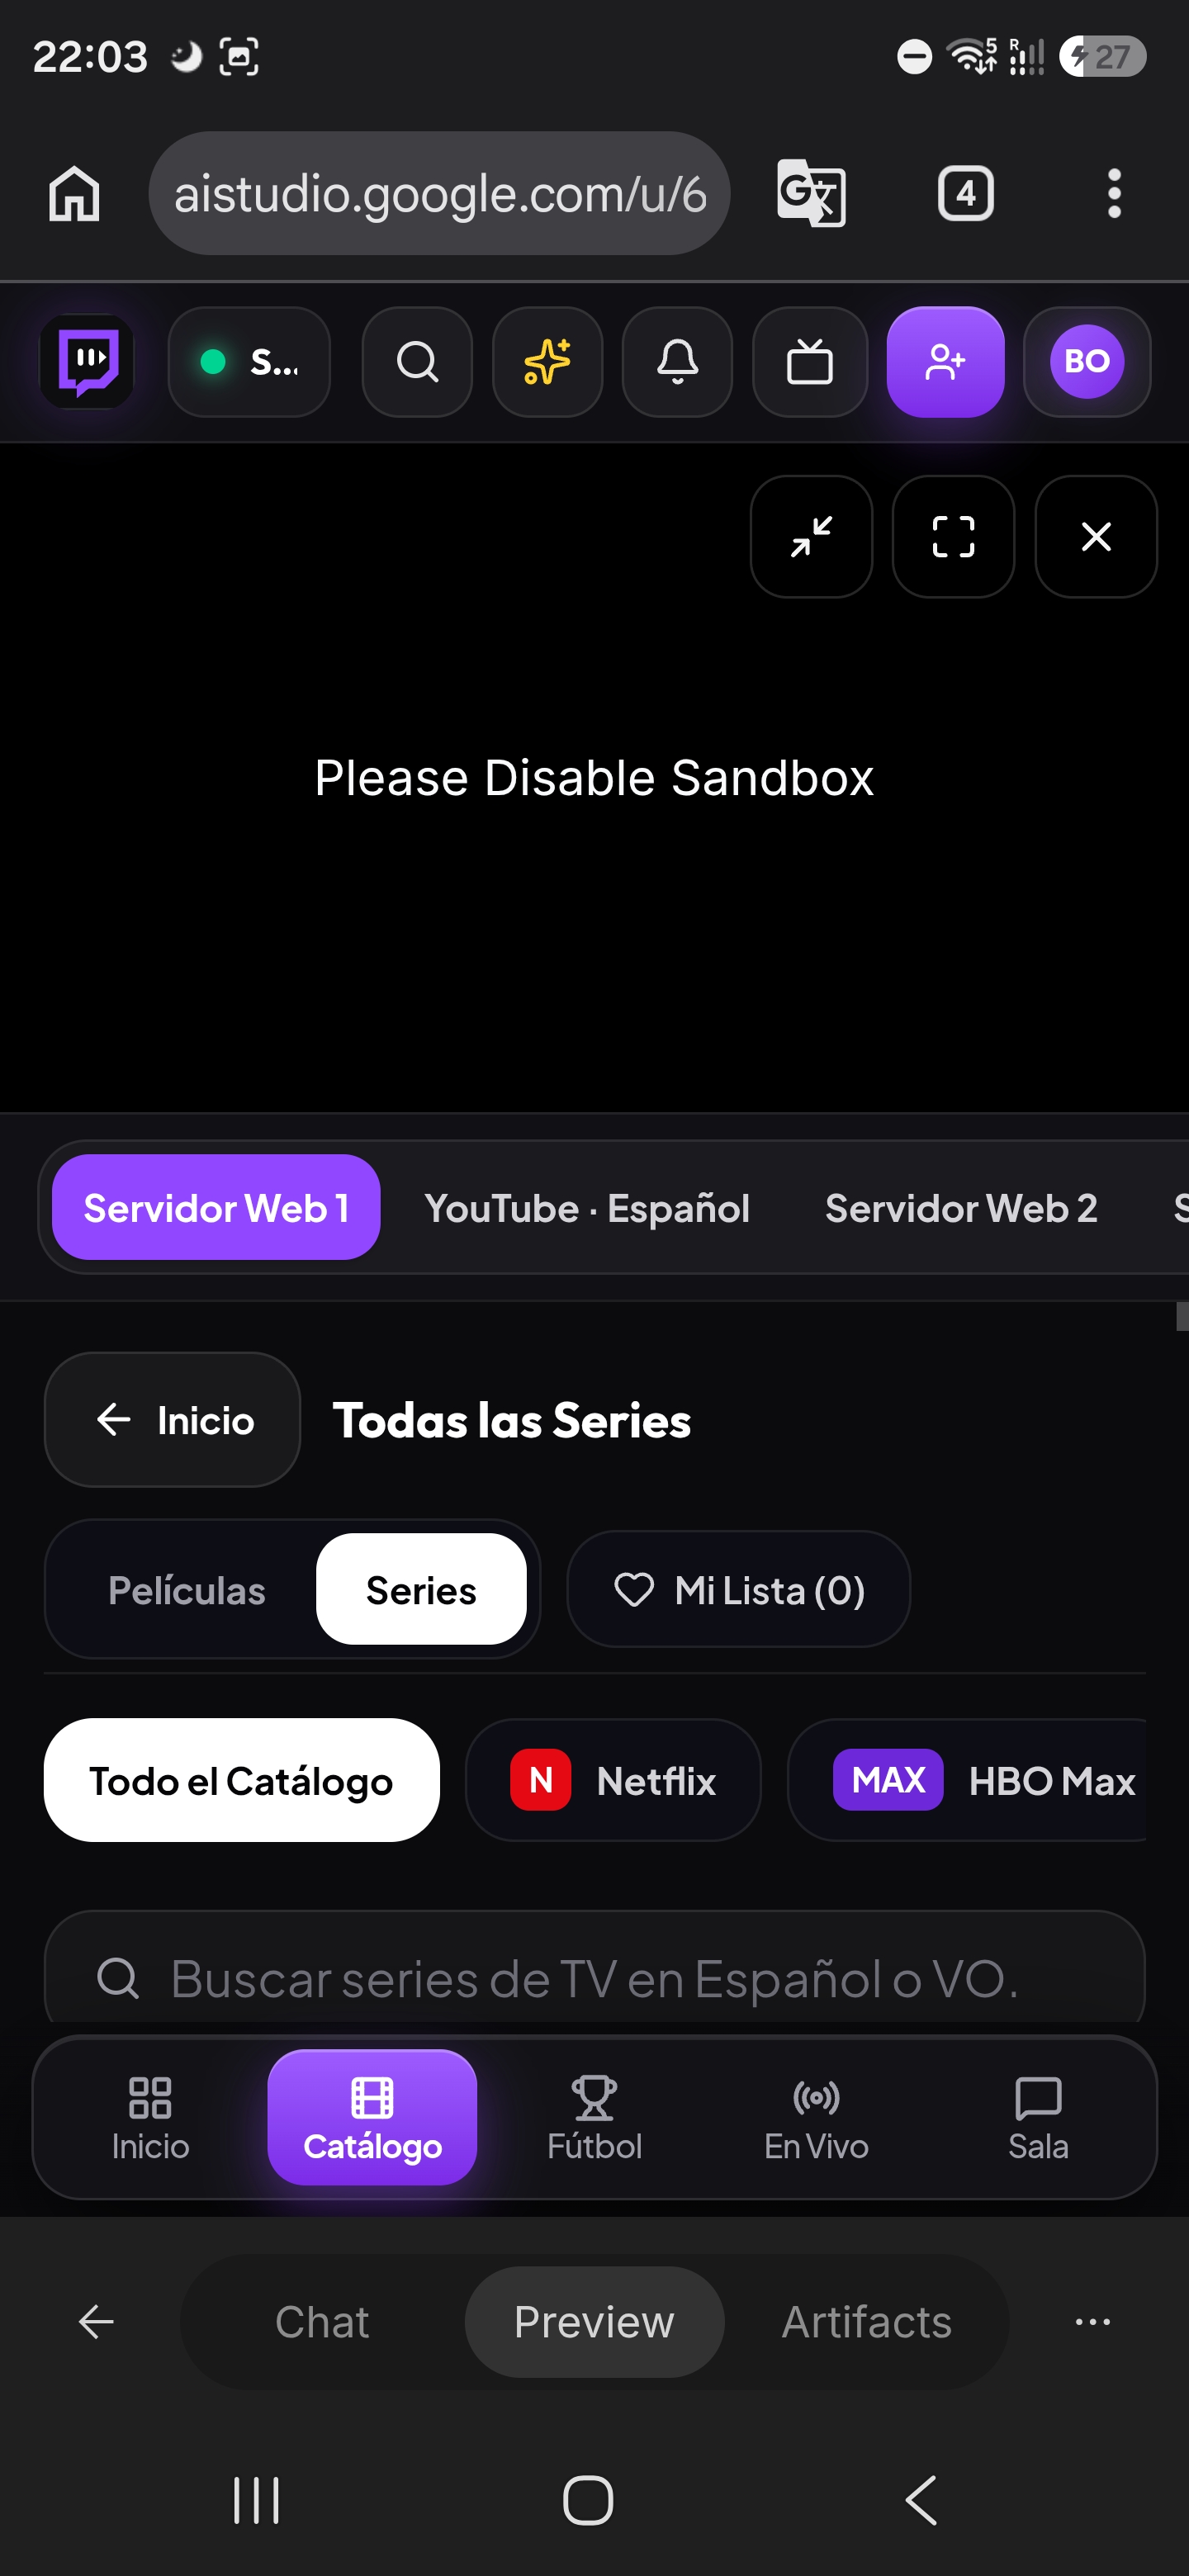 22:03
5
R
27
aistudio.google.com/u/6
G
4
S...
BO
Please Disable Sandbox
Servidor Web 1
YouTube · Español
Servidor Web 2
S
Inicio
Todas las Series
Películas
Series
Mi Lista (0)
Todo el Catálogo
N Netflix
MAX HBO Max
Buscar series de TV en Español o VO.
Inicio
Catálogo
Fútbol
En Vivo
Sala
Chat
Preview
Artifacts